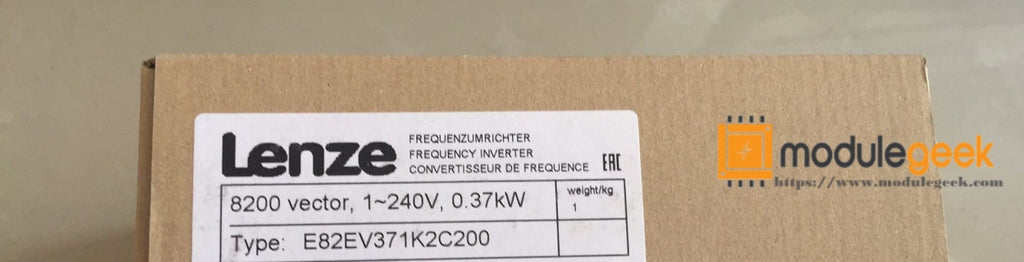 Lenze
FREQUENZUMRICHTER
FREQUENCY INVERTER
CONVERTISSEUR DE FREQUENCE
EAC
8200 vector, 1~240V, 0.37kW
weight/kg
1
Type: E82EV371K2C200
modulegeek
https://www.modulegeek.com